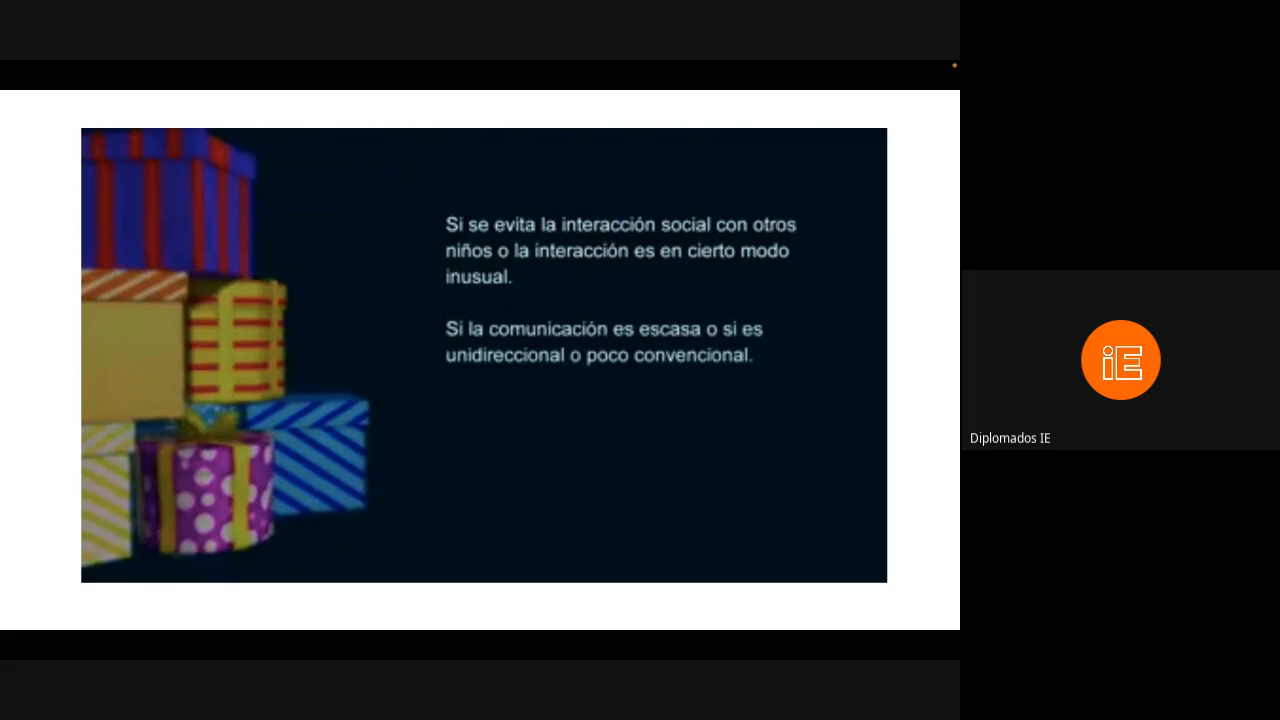 Si se evita la interacción social con otros
niños o la interacción es en cierto modo
inusual.
Si la comunicación es escasa o si es
unidireccional o poco convencional.
iE
Diplomados IE